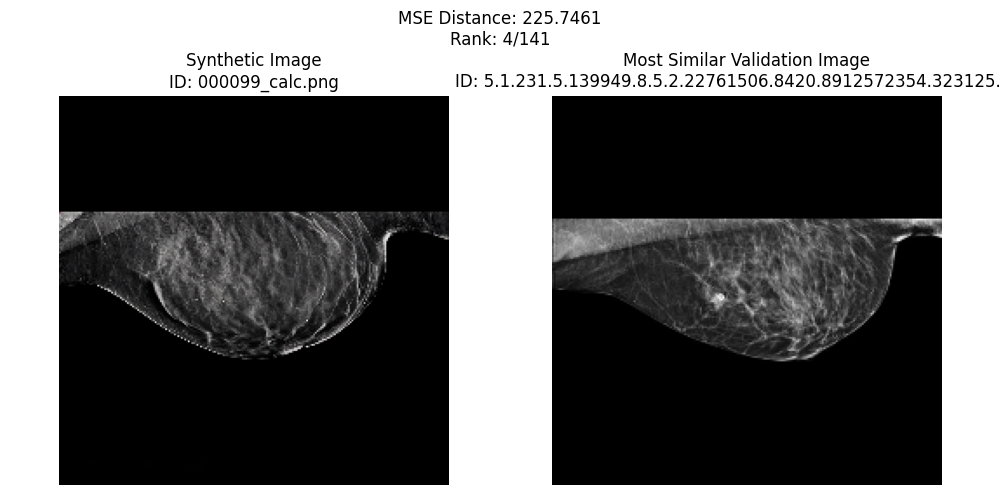 MSE Distance: 225.7461
Rank: 4/141
Synthetic Image
ID: 000099_calc.png
Most Similar Validation Image
ID: 5.1.231.5.139949.8.5.2.22761506.8420.8912572354.323125.